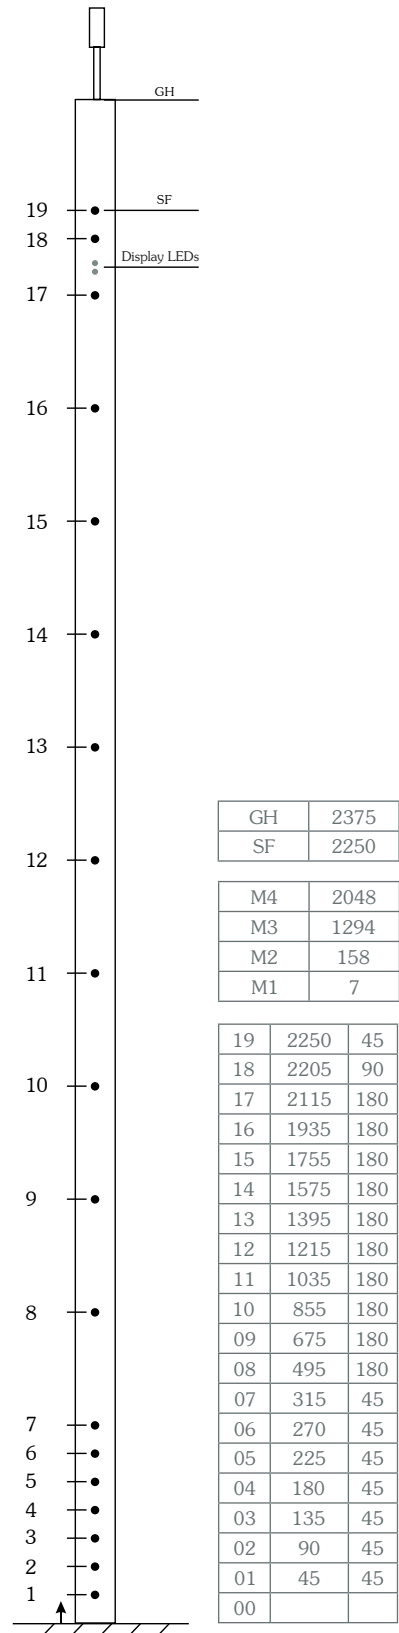 GH
19
SF
18
Display LEDs
17
16
15
14
13
12
11
10
9
8
7
6
5
4
3
2
1
GH 2375
SF 2250
M4 2048
M3 1294
M2 158
M1 7
19 2250 45
18 2205 90
17 2115 180
16 1935 180
15 1755 180
14 1575 180
13 1395 180
12 1215 180
11 1035 180
10 855 180
09 675 180
08 495 180
07 315 45
06 270 45
05 225 45
04 180 45
03 135 45
02 90 45
01 45 45
00